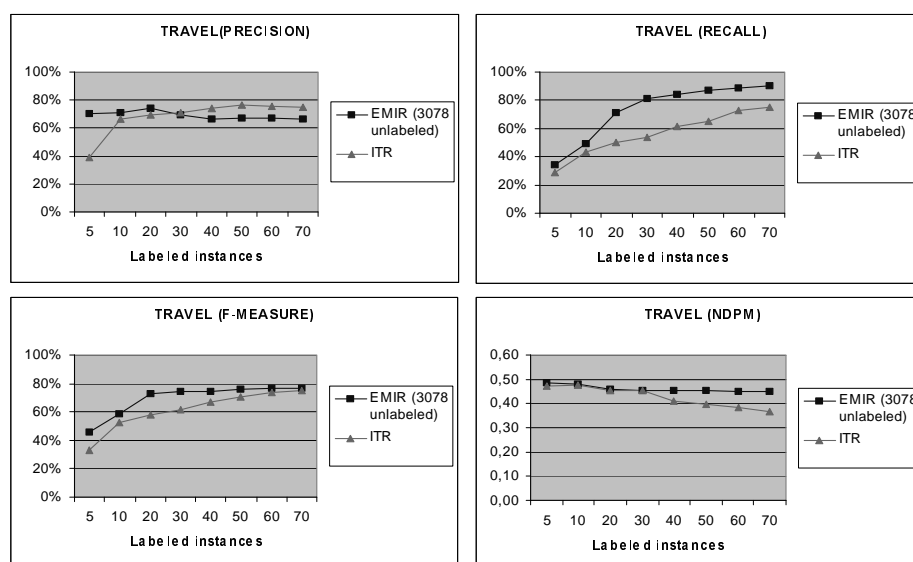 TRAVEL(PRECISION)
100%
80%
60%
40%
20%
0%
5 10 20 30 40 50 60 70
Labeled instances
EMIR (3078
unlabeled)
ITR
TRAVEL (RECALL)
100%
80%
60%
40%
20%
0%
5 10 20 30 40 50 60 70
Labeled instances
EMIR (3078
unlabeled)
ITR
TRAVEL (F-MEASURE)
100%
80%
60%
40%
20%
0%
5 10 20 30 40 50 60 70
Labeled instances
EMIR (3078
unlabeled)
ITR
TRAVEL (NDPM)
0,60
0,50
0,40
0,30
0,20
0,10
0,00
5 10 20 30 40 50 60 70
Labeled instances
EMIR (3078
unlabeled)
ITR